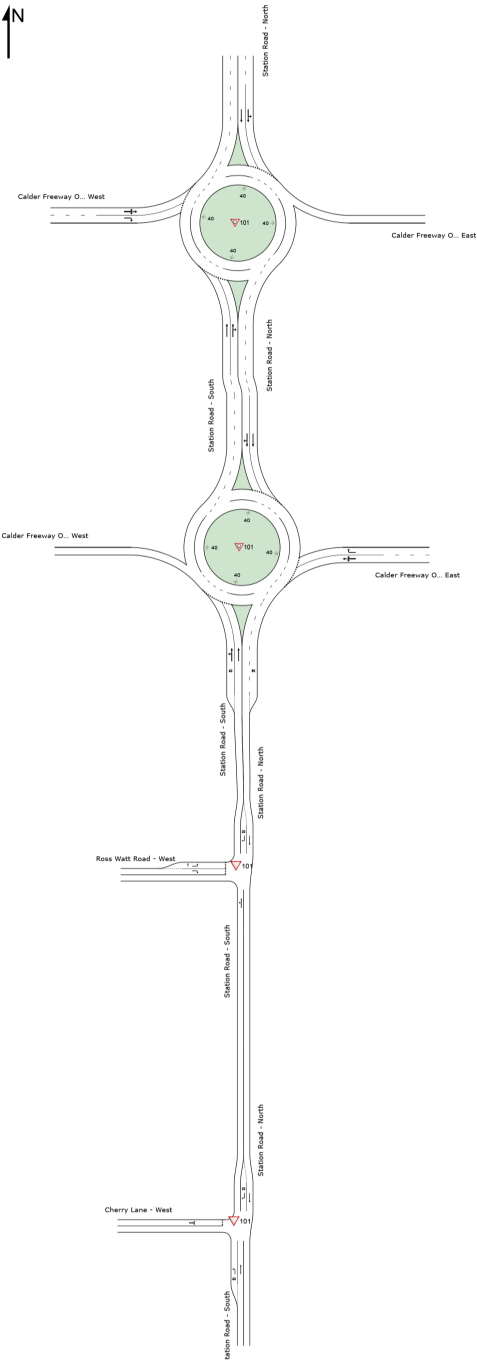 N
Station Road - North
Calder Freeway O... West
40
40
101
40
40
Calder Freeway O... East
Station Road - North
Station Road - South
Calder Freeway O... West
40
40
101
40
40
Calder Freeway O... East
Station Road - South
Station Road - North
Ross Watt Road - West
101
Station Road - South
Station Road - North
Cherry Lane - West
101
tation Road - South